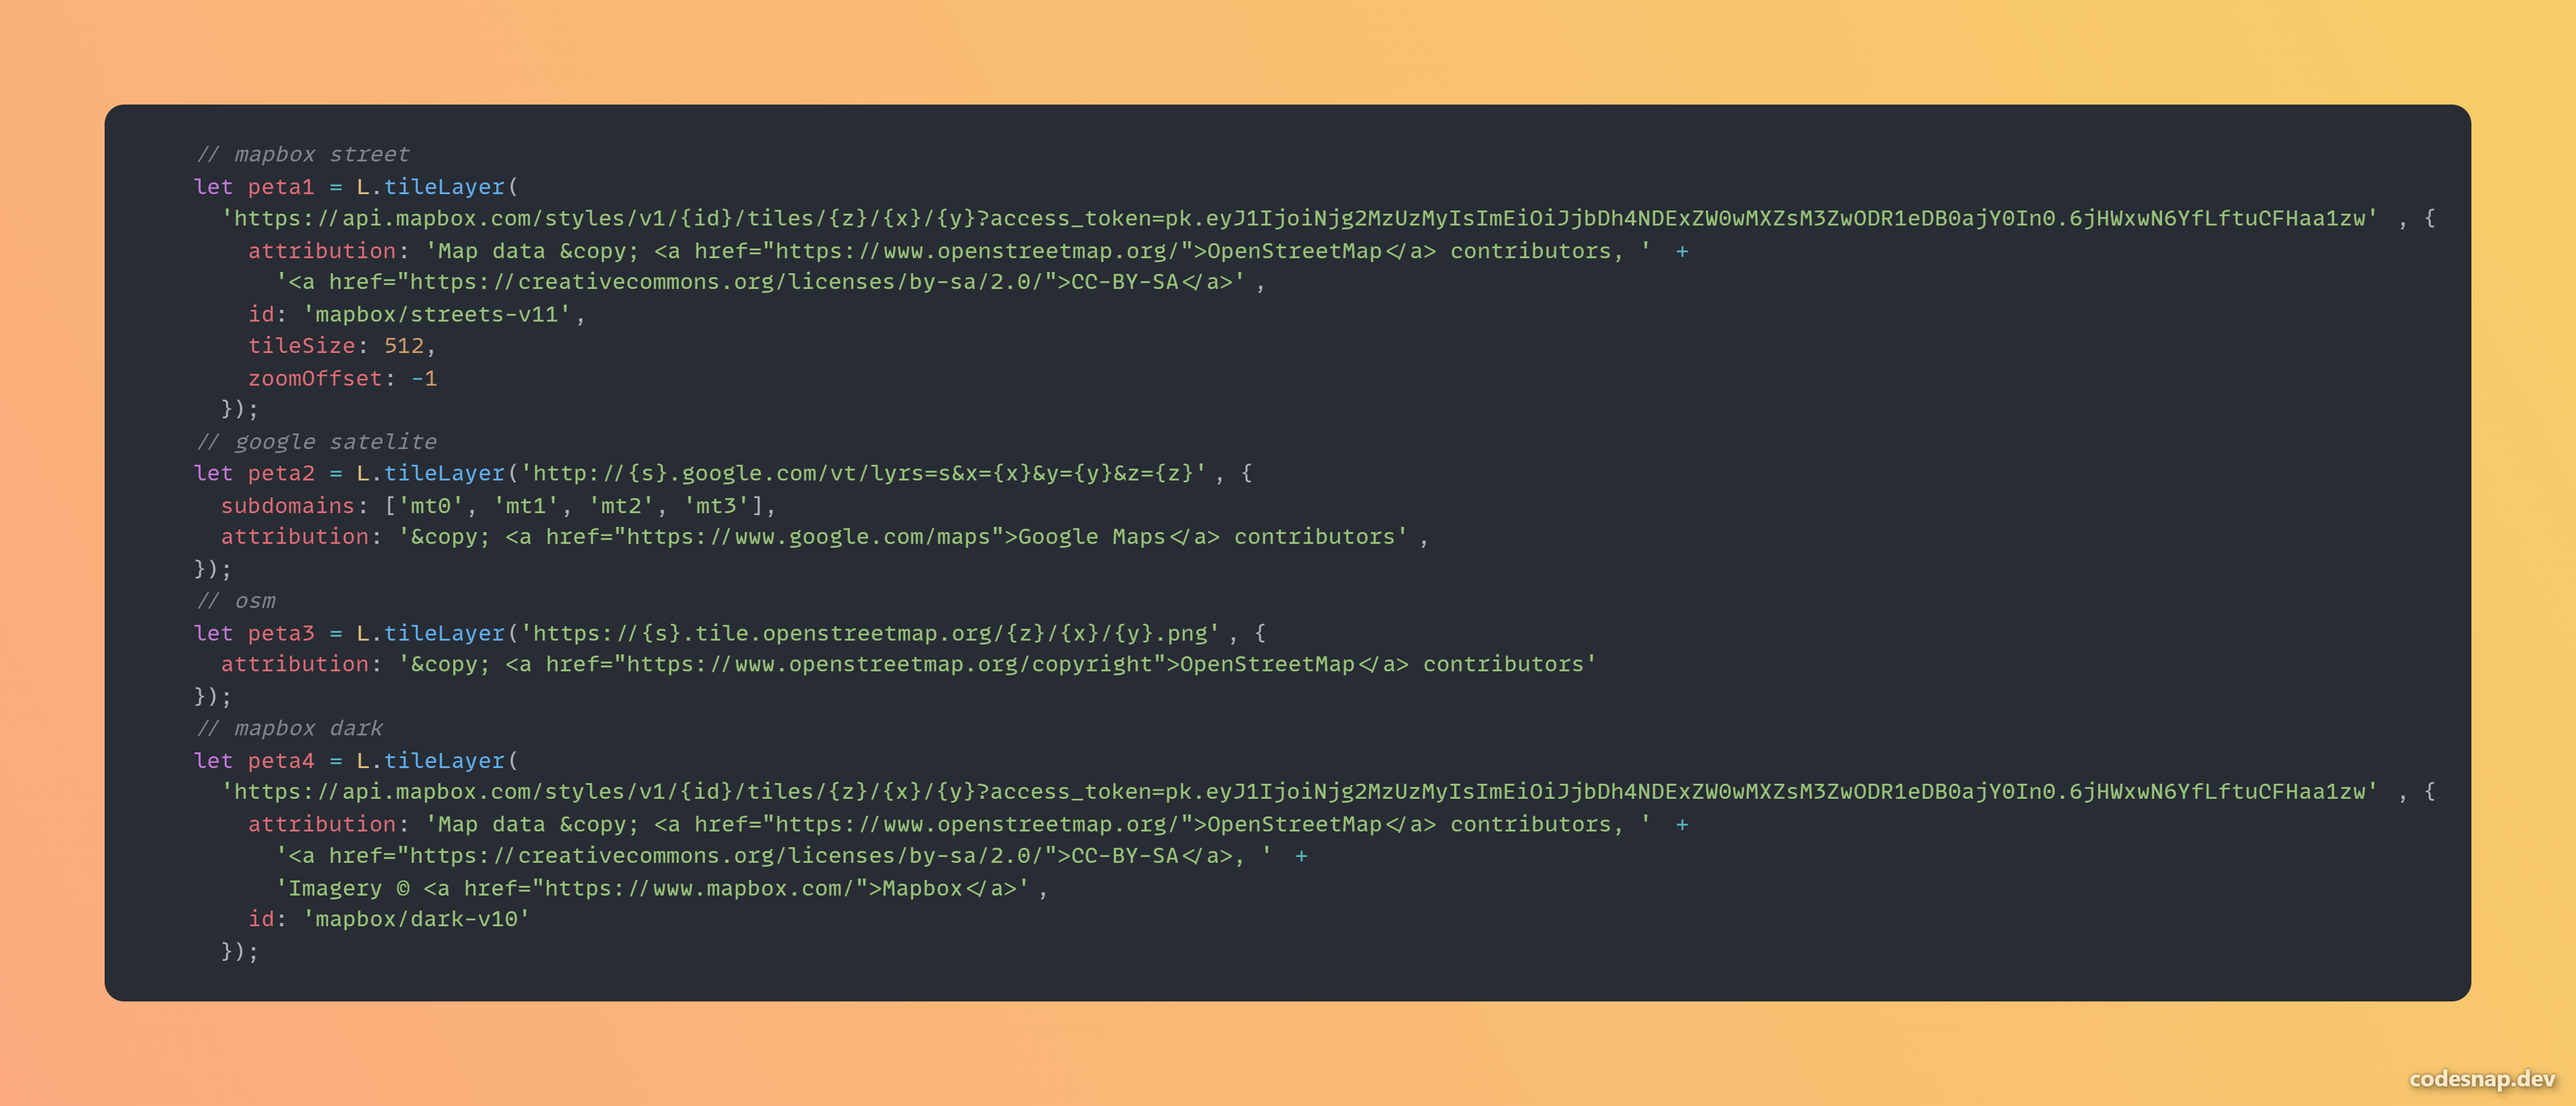 // mapbox street
let peta1 = L.tileLayer(
'https://api.mapbox.com/styles/v1/{id}/tiles/{z}/{x}/{y}?access_token=pk.eyJ1IjoiNjg2MzUzMyIsImEiOiJjbDh4NDExZW0wMXZsM3ZwODR1eDB0ajY0In0.6jHWxwN6YfLftuCFHaa1zw' , {
attribution: 'Map data &copy; <a href="https://www.openstreetmap.org/">OpenStreetMap</a> contributors, ' +
'<a href="https://creativecommons.org/licenses/by-sa/2.0/">CC-BY-SA</a>' ,
id: 'mapbox/streets-v11',
tileSize: 512,
zoomOffset: -1
});
// google satelite
let peta2 = L.tileLayer('http://{s}.google.com/vt/lyrs=s&x={x}&y={y}&z={z}' , {
subdomains: ['mt0', 'mt1', 'mt2', 'mt3'],
attribution: '&copy; <a href="https://www.google.com/maps">Google Maps</a> contributors' ,
});
// osm
let peta3 = L.tileLayer('https://{s}.tile.openstreetmap.org/{z}/{x}/{y}.png' , {
attribution: '&copy; <a href="https://www.openstreetmap.org/copyright">OpenStreetMap</a> contributors'
});
// mapbox dark
let peta4 = L.tileLayer(
'https://api.mapbox.com/styles/v1/{id}/tiles/{z}/{x}/{y}?access_token=pk.eyJ1IjoiNjg2MzUzMyIsImEiOiJjbDh4NDExZW0wMXZsM3ZwODR1eDB0ajY0In0.6jHWxwN6YfLftuCFHaa1zw' , {
attribution: 'Map data &copy; <a href="https://www.openstreetmap.org/">OpenStreetMap</a> contributors, ' +
'<a href="https://creativecommons.org/licenses/by-sa/2.0/">CC-BY-SA</a>, ' +
'Imagery © <a href="https://www.mapbox.com/">Mapbox</a>' ,
id: 'mapbox/dark-v10'
});
codesnap.dev